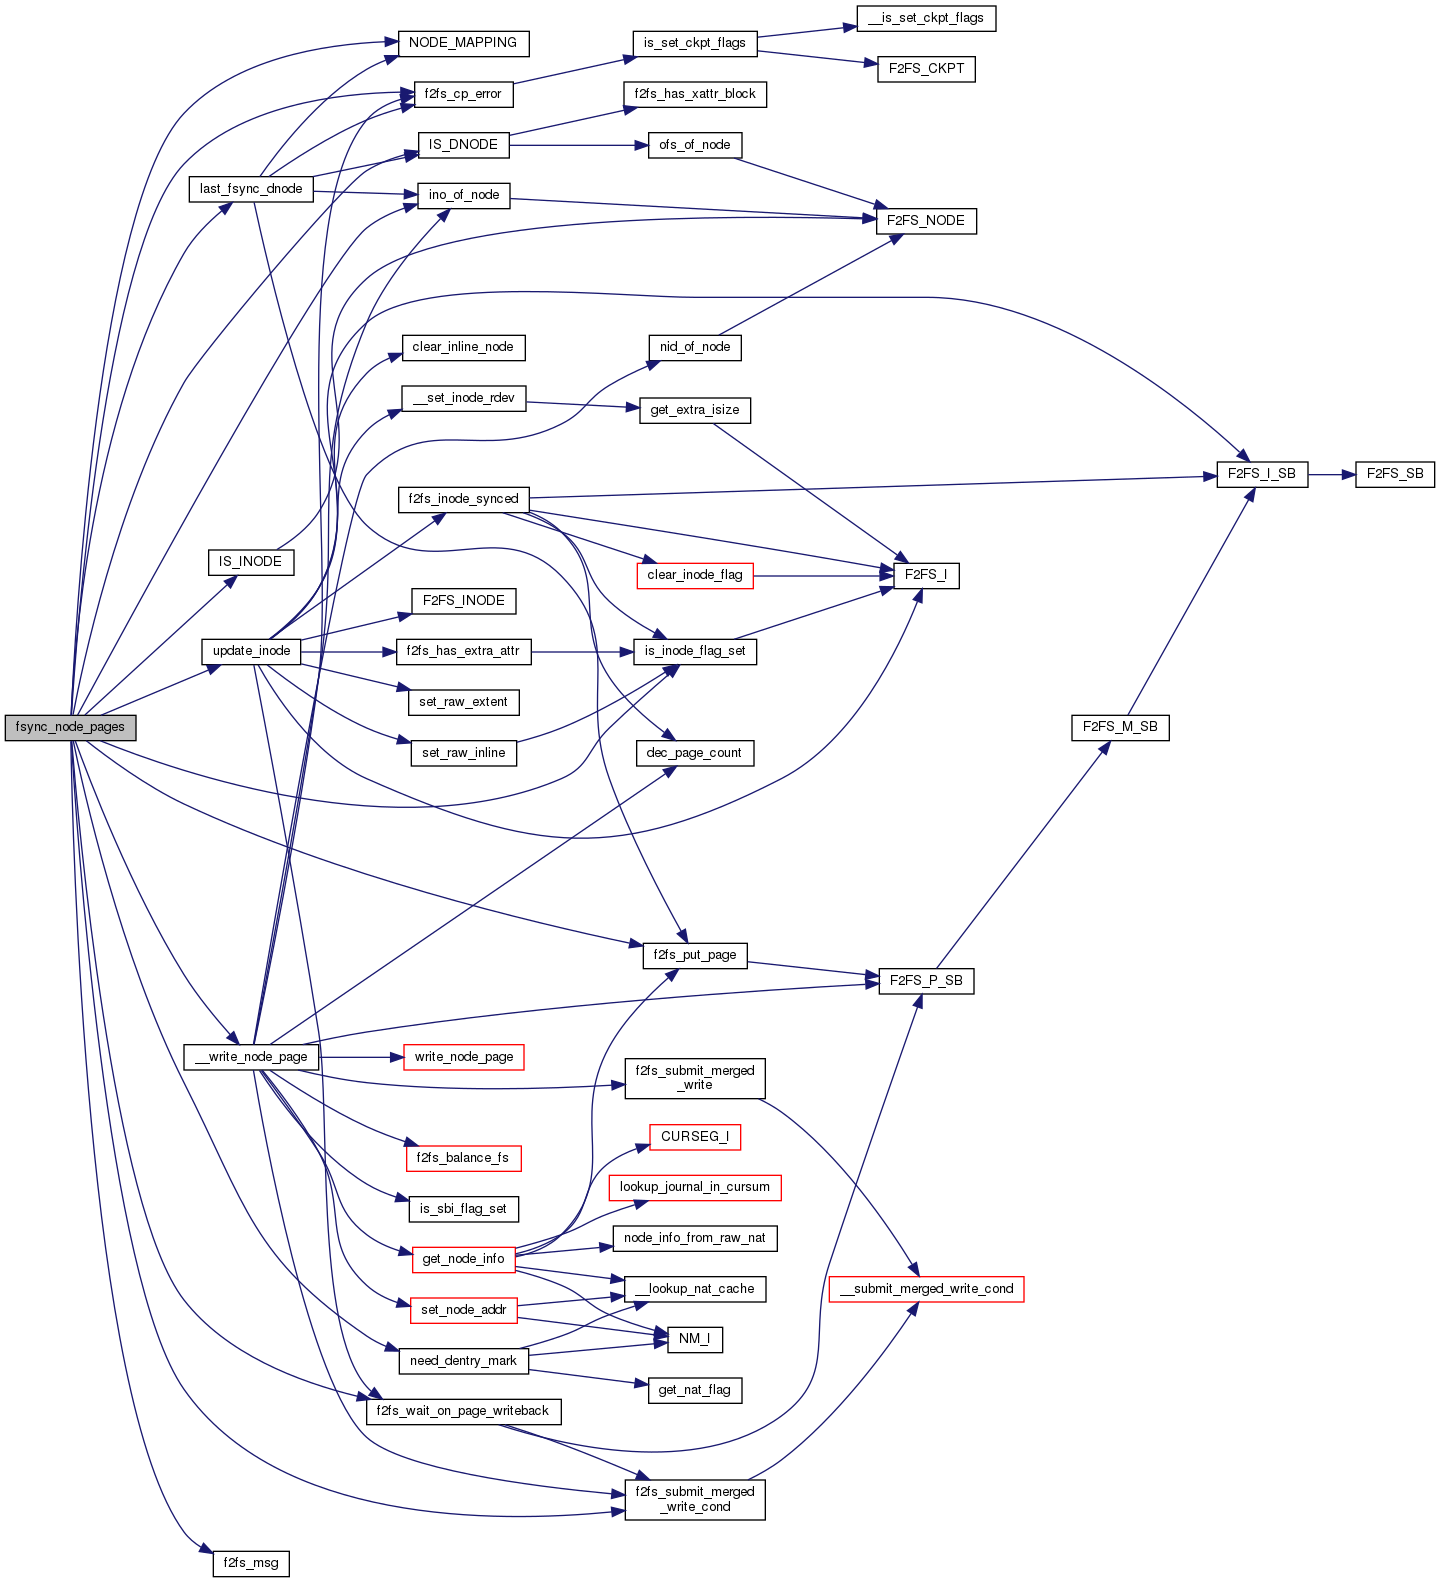 __is_set_ckpt_flags
NODE_MAPPING
is_set_ckpt_flags
F2FS_CKPT
f2fs_cp_error
f2fs_has_xattr_block
IS_DNODE
ofs_of_node
last_fsync_dnode
ino_of_node
F2FS_NODE
clear_inline_node
nid_of_node
__set_inode_rdev
get_extra_isize
F2FS_I_SB
F2FS_SB
f2fs_inode_synced
IS_INODE
clear_inode_flag
F2FS_I
F2FS_INODE
update_inode
f2fs_has_extra_attr
is_inode_flag_set
set_raw_extent
fsync_node_pages
F2FS_M_SB
set_raw_inline
dec_page_count
f2fs_put_page
F2FS_P_SB
__write_node_page
write_node_page
f2fs_submit_merged
_write
CURSEG_I
f2fs_balance_fs
lookup_journal_in_cursum
is_sbi_flag_set
node_info_from_raw_nat
get_node_info
__lookup_nat_cache
__submit_merged_write_cond
set_node_addr
NM_I
need_dentry_mark
get_nat_flag
f2fs_wait_on_page_writeback
f2fs_submit_merged
_write_cond
f2fs_msg